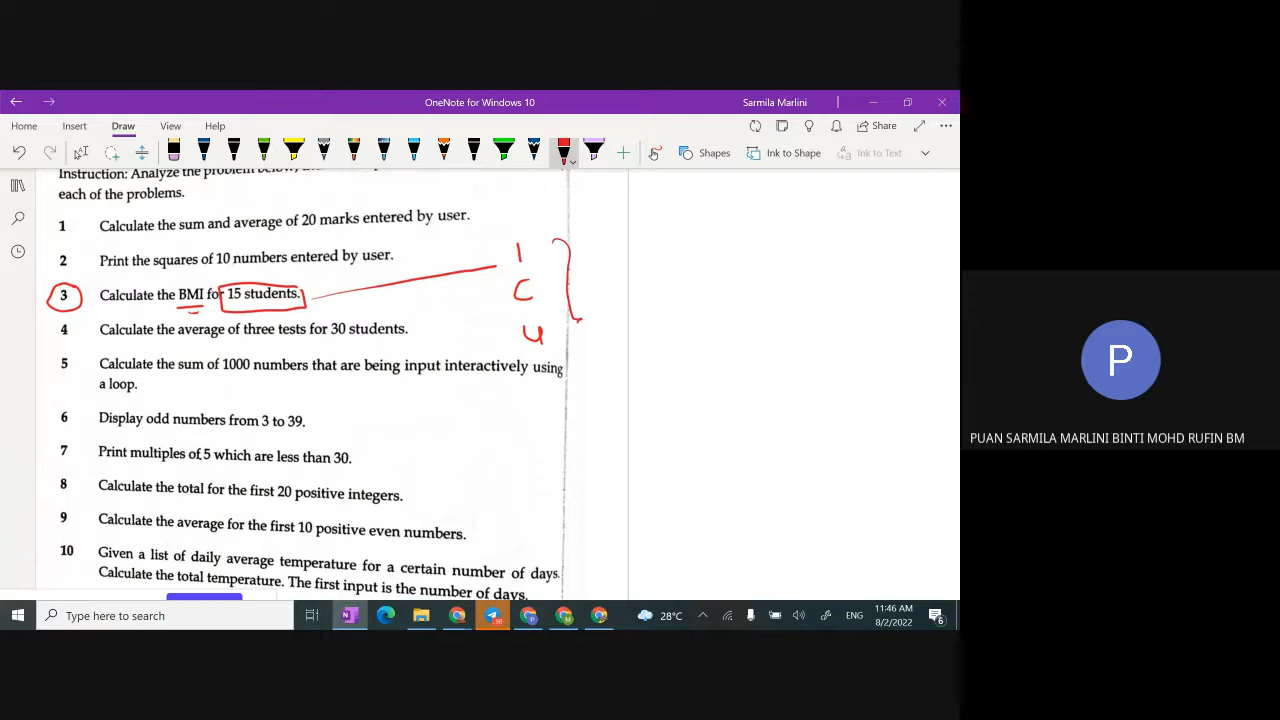 OneNote for Windows 10
Sarmila Marlini
Home Insert Draw View Help
Share
Shapes Ink to Shape Ink to Text
Instruction: Analyze the problem below,
each of the problems.
1 Calculate the sum and average of 20 marks entered by user.
2 Print the squares of 10 numbers entered by user.
3 Calculate the BMI for 15 students.
I
C
U
4 Calculate the average of three tests for 30 students.
5 Calculate the sum of 1000 numbers that are being input interactively using
a loop.
6 Display odd numbers from 3 to 39.
7 Print multiples of 5 which are less than 30.
8 Calculate the total for the first 20 positive integers.
9 Calculate the average for the first 10 positive even numbers.
10 Given a list of daily average temperature for a certain number of days.
Calculate the total temperature. The first input is the number of days.
P
PUAN SARMILA MARLINI BINTI MOHD RUFIN BM
Type here to search
28°C
ENG
11:46 AM
8/2/2022
6